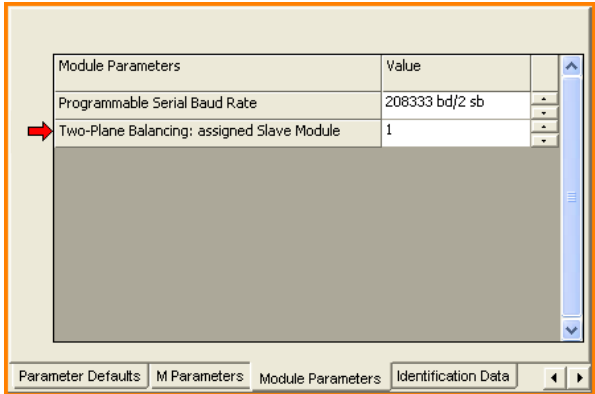 Module Parameters Value
Programmable Serial Baud Rate 208333 bd/2 sb
Two-Plane Balancing: assigned Slave Module 1
Parameter Defaults M Parameters Module Parameters Identification Data